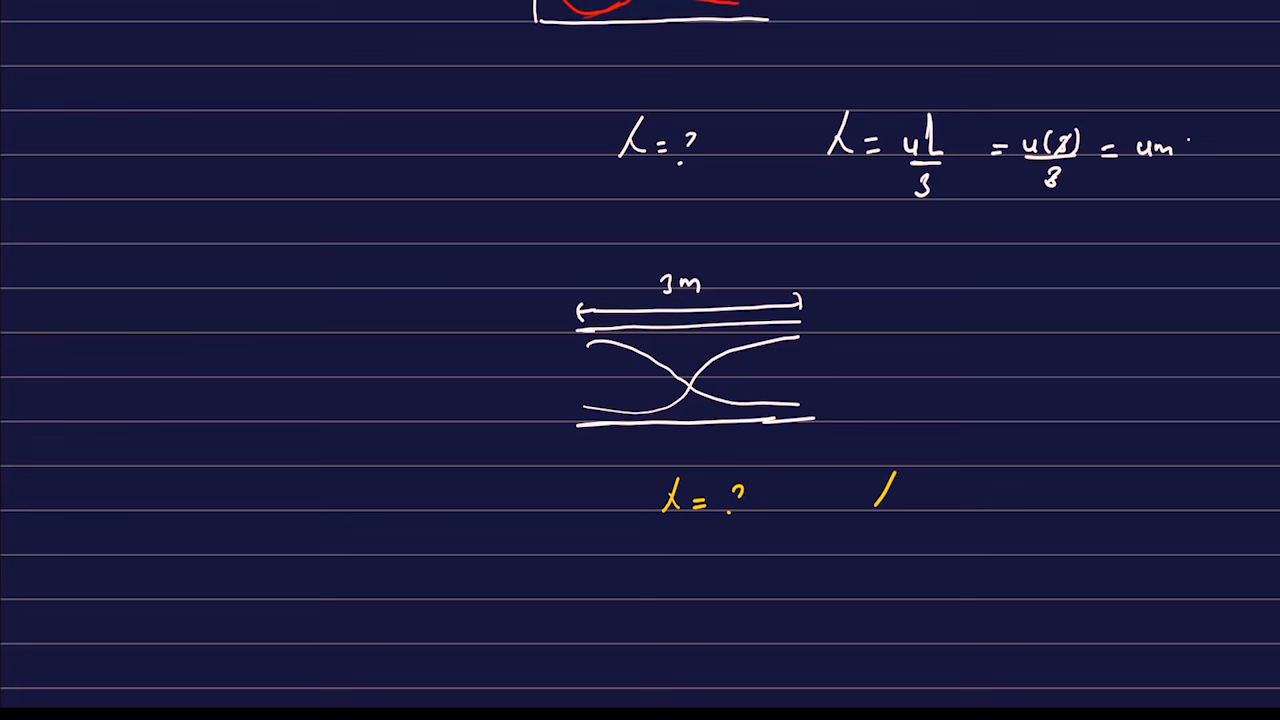 λ = ?
λ = 4L/3 = 4(3)/3 = 4m
3m
λ = ?